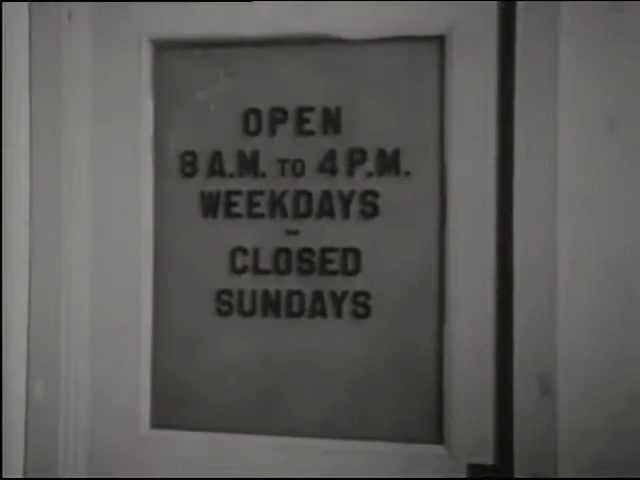 OPEN
8 A.M. TO 4 P.M.
WEEKDAYS
-
CLOSED
SUNDAYS